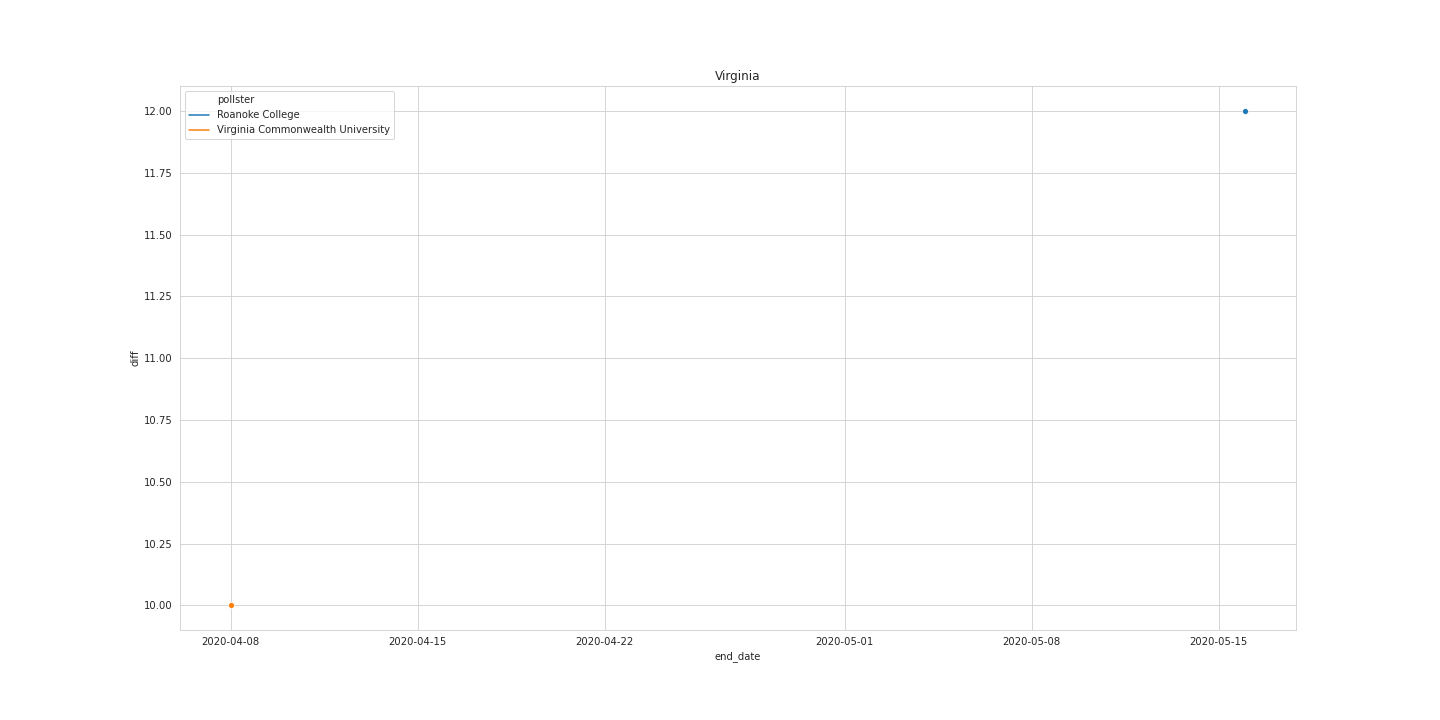 Virginia
pollster
Roanoke College
Virginia Commonwealth University
12.00
11.75
11.50
11.25
11.00
10.75
10.50
10.25
10.00
diff
2020-04-08 2020-04-15 2020-04-22 2020-05-01 2020-05-08 2020-05-15
end_date